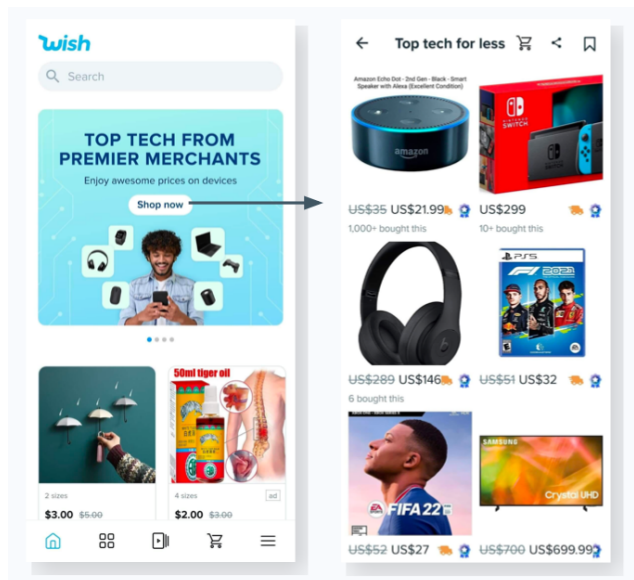 wish
Search
TOP TECH FROM
PREMIER MERCHANTS
Enjoy awesome prices on devices
Shop now
50ml tiger oil
2 sizes
$3.00 $5.00
4 sizes
ad
$2.00 $3.00
Top tech for less
Amazon Echo Dot - 2nd Gen - Black - Smart
Speaker with Alexa (Excellent Condition)
amazon
US$35 US$21.99
1,000+ bought this
NINTENDO
SWITCH
US$299
10+ bought this
US$289 US$146
6 bought this
PS5
F1 2021
EA
US$51 US$32
EA
SPORTS
FIFA 22
US$52 US$27
SAMSUNG
Crystal UHD
US$700 US$699.99